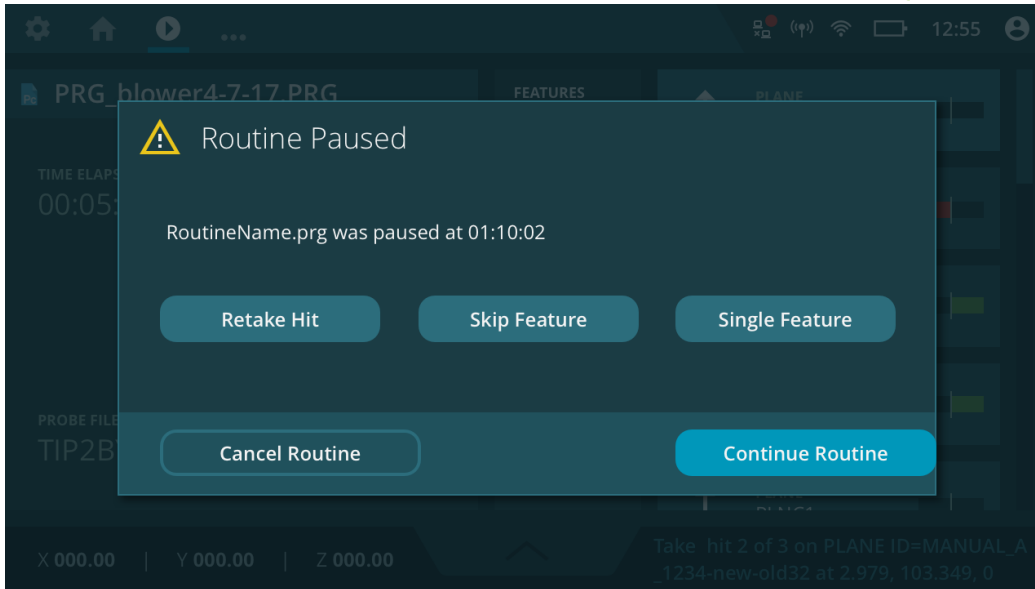 ... 12:55
Pc PRG_blower4-7-17.PRG
FEATURES
PLANE
Routine Paused
TIME ELAPS
00:05:
RoutineName.prg was paused at 01:10:02
Retake Hit Skip Feature Single Feature
PROBE FILE
TIP2B
Cancel Routine Continue Routine
X 000.00 | Y 000.00 | Z 000.00
Take hit 2 of 3 on PLANE ID=MANUAL_A
_1234-new-old32 at 2.979, 103.349, 0